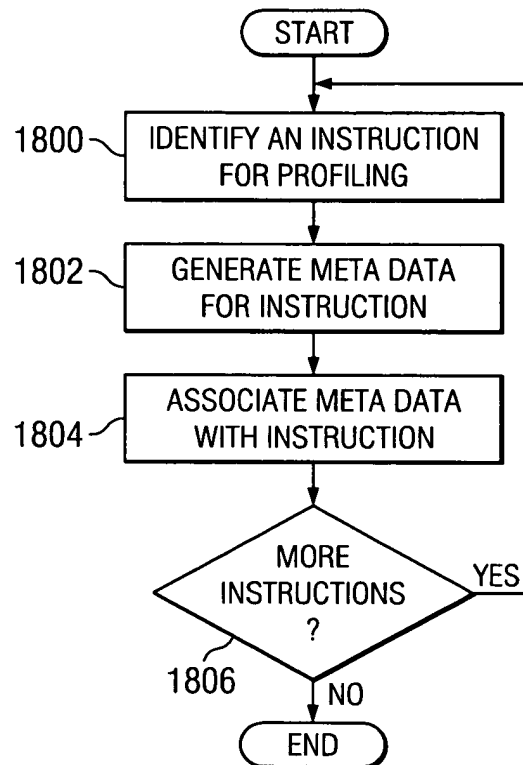 START
1800
IDENTIFY AN INSTRUCTION
FOR PROFILING
1802
GENERATE META DATA
FOR INSTRUCTION
1804
ASSOCIATE META DATA
WITH INSTRUCTION
MORE
INSTRUCTIONS
?
YES
1806
NO
END